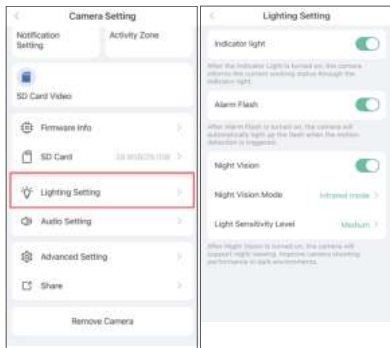 Camera Setting
Notification Setting
Activity Zone
SD Card Video
Firmware info
SD Card
Lighting Setting
Audio Setting
Advanced Setting
Share
Remove Camera
Lighting Setting
Indicator light
After the Indicator Light is turned on, the camera
informs the current working status through the
indicator light.
Alarm Flash
After Alarm Flash is turned on, the camera will
automatically light up the flash when the motion
detection is triggered.
Night Vision
Night Vision Mode
Infrared mode
Light Sensitivity Level
Medium
After Night Vision is turned on, the camera will
support night viewing. Improve camera shooting
performance in dark environments.